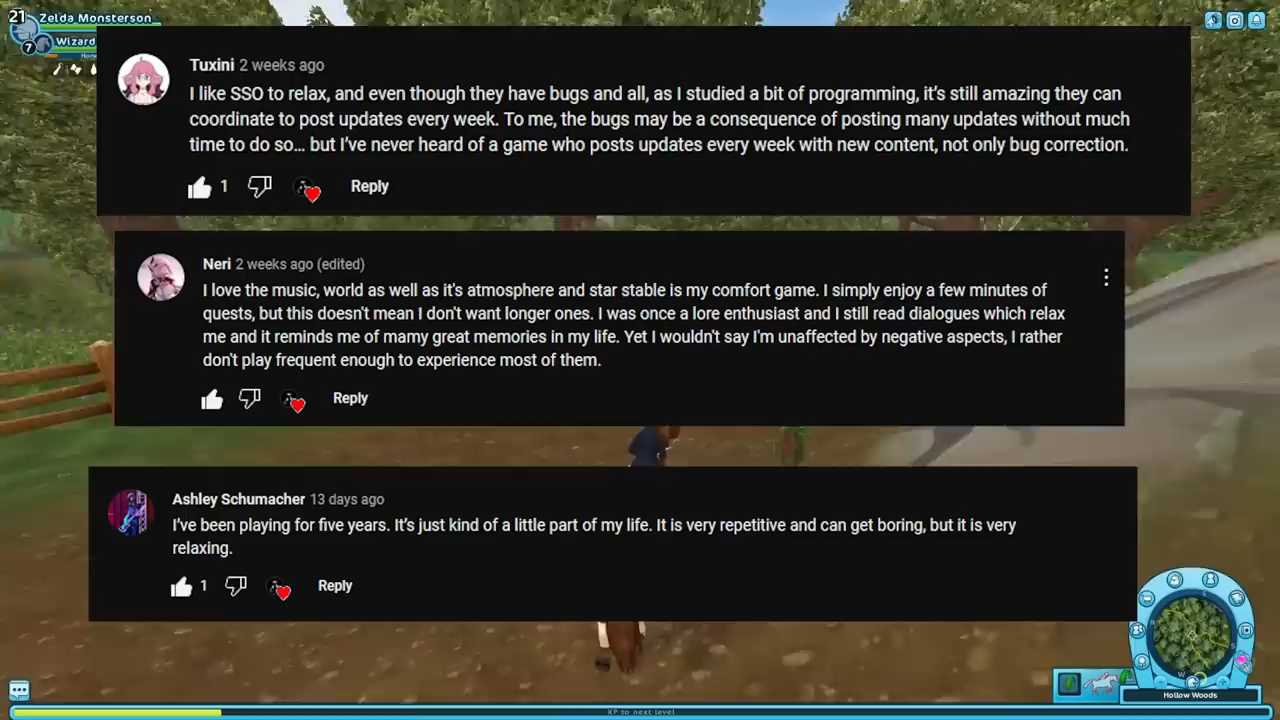 21
Zelda Monsterson
Wizard
7
Tuxini 2 weeks ago
I like SSO to relax, and even though they have bugs and all, as I studied a bit of programming, it's still amazing they can
coordinate to post updates every week. To me, the bugs may be a consequence of posting many updates without much
time to do so... but I've never heard of a game who posts updates every week with new content, not only bug correction.
1 Reply
Neri 2 weeks ago (edited)
I love the music, world as well as it's atmosphere and star stable is my comfort game. I simply enjoy a few minutes of
quests, but this doesn't mean I don't want longer ones. I was once a lore enthusiast and I still read dialogues which relax
me and it reminds me of mamy great memories in my life. Yet I wouldn't say I'm unaffected by negative aspects, I rather
don't play frequent enough to experience most of them.
Reply
Ashley Schumacher 13 days ago
I've been playing for five years. It's just kind of a little part of my life. It is very repetitive and can get boring, but it is very
relaxing.
1 Reply
Hollow Woods
XP to next level